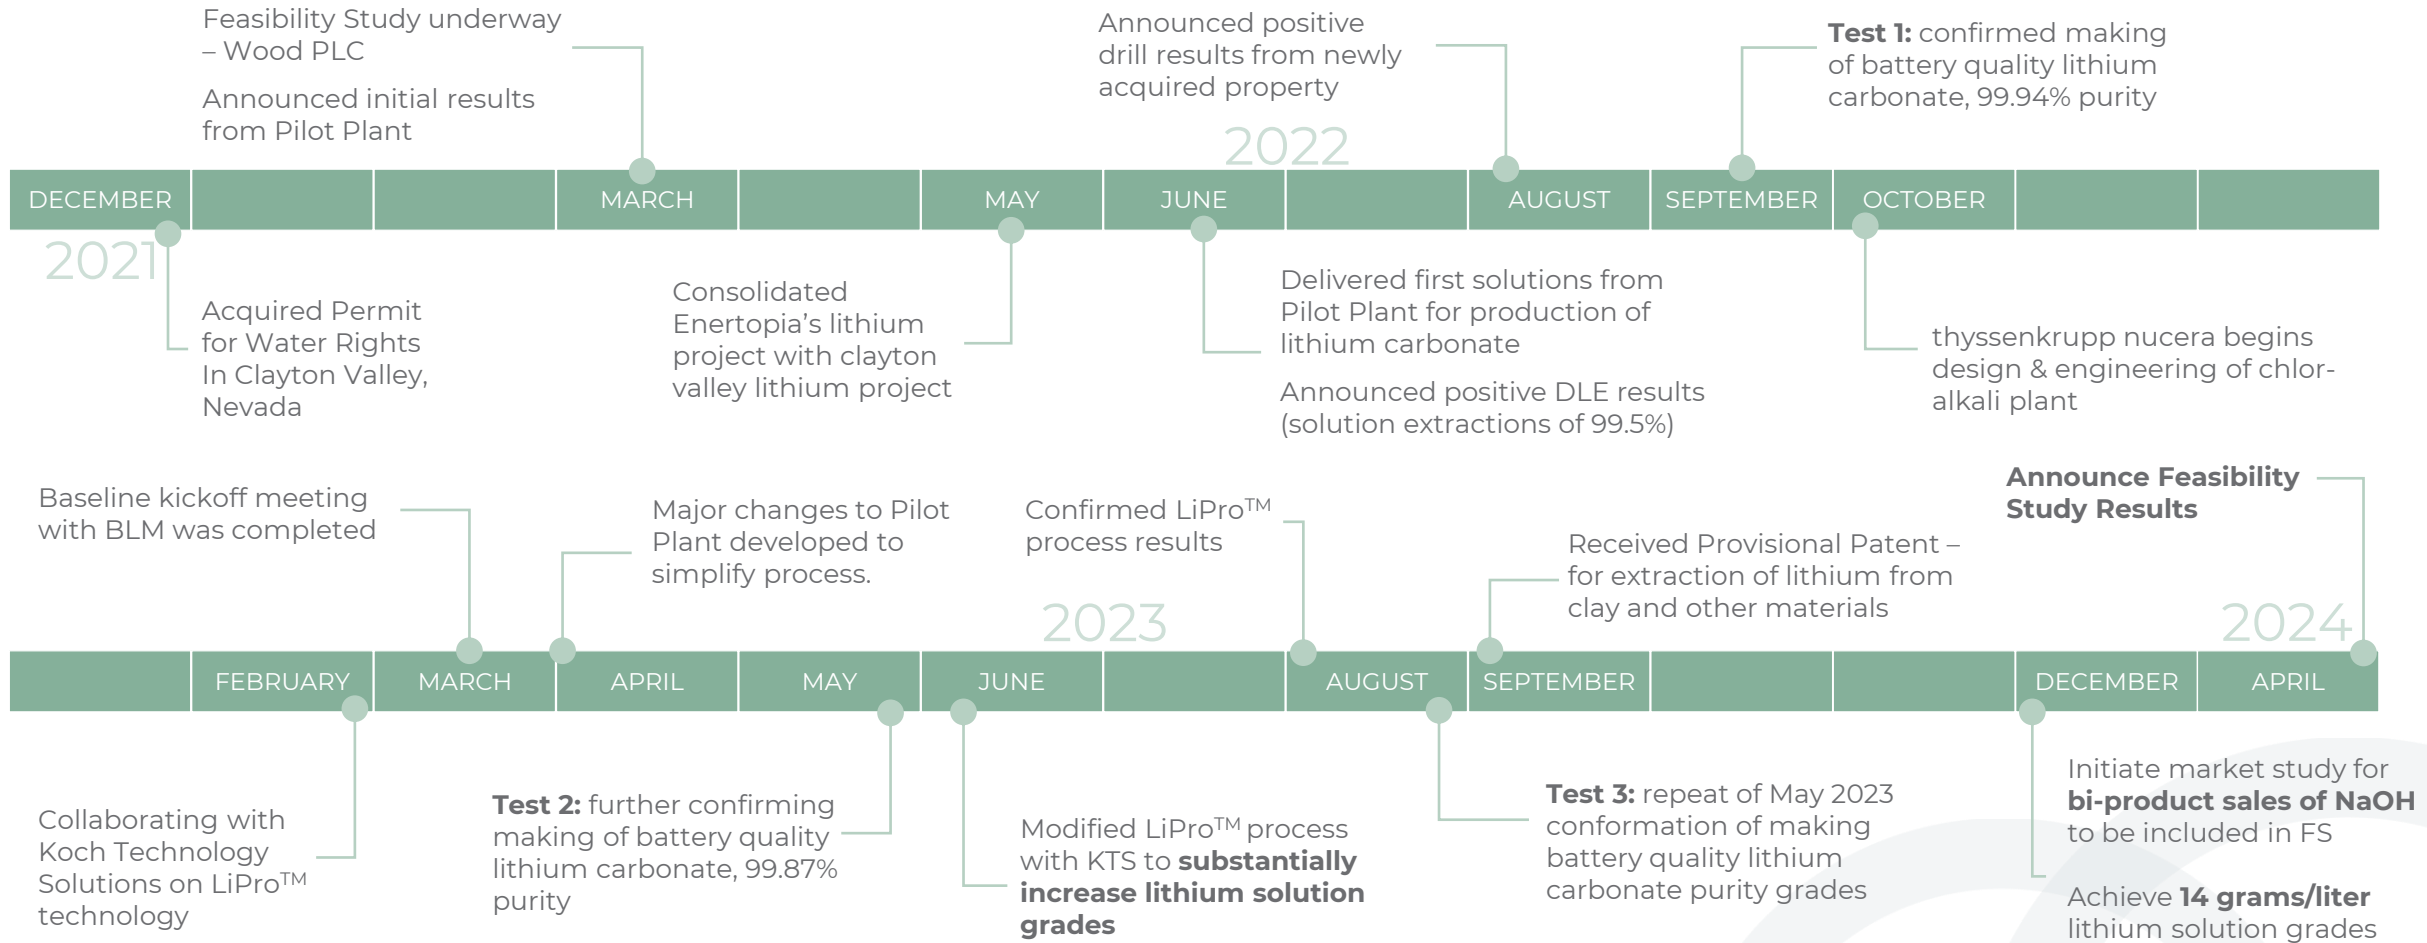 Feasibility Study underway
– Wood PLC
Announced initial results
from Pilot Plant
Announced positive
drill results from newly
acquired property
Test 1: confirmed making
of battery quality lithium
carbonate, 99.94% purity
2022
DECEMBER
MARCH
MAY
JUNE
AUGUST
SEPTEMBER
OCTOBER
2021
Acquired Permit
for Water Rights
In Clayton Valley,
Nevada
Consolidated
Enertopia’s lithium
project with clayton
valley lithium project
Delivered first solutions from
Pilot Plant for production of
lithium carbonate
Announced positive DLE results
(solution extractions of 99.5%)
thyssenkrupp nucera begins
design & engineering of chlor-
alkali plant
Baseline kickoff meeting
with BLM was completed
Major changes to Pilot
Plant developed to
simplify process.
Confirmed LiPro™
process results
Received Provisional Patent –
for extraction of lithium from
clay and other materials
Announce Feasibility
Study Results
2023
2024
FEBRUARY
MARCH
APRIL
MAY
JUNE
AUGUST
SEPTEMBER
DECEMBER
APRIL
Collaborating with
Koch Technology
Solutions on LiPro™
technology
Test 2: further confirming
making of battery quality
lithium carbonate, 99.87%
purity
Modified LiPro™ process
with KTS to substantially
increase lithium solution
grades
Test 3: repeat of May 2023
conformation of making
battery quality lithium
carbonate purity grades
Initiate market study for
bi-product sales of NaOH
to be included in FS
Achieve 14 grams/liter
lithium solution grades